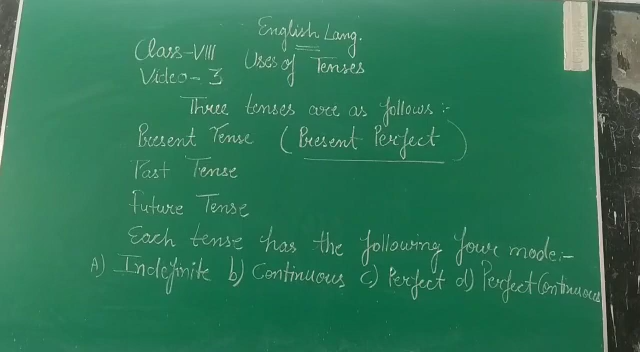 English Lang.
Class-VIII Uses of Tenses
Video-3
Three tenses are as follows:-
Present Tense (Present Perfect)
Past Tense
Future Tense
Each tense has the following four mode:-
A) Indefinite b) Continuous c) Perfect d) Perfect Continuous